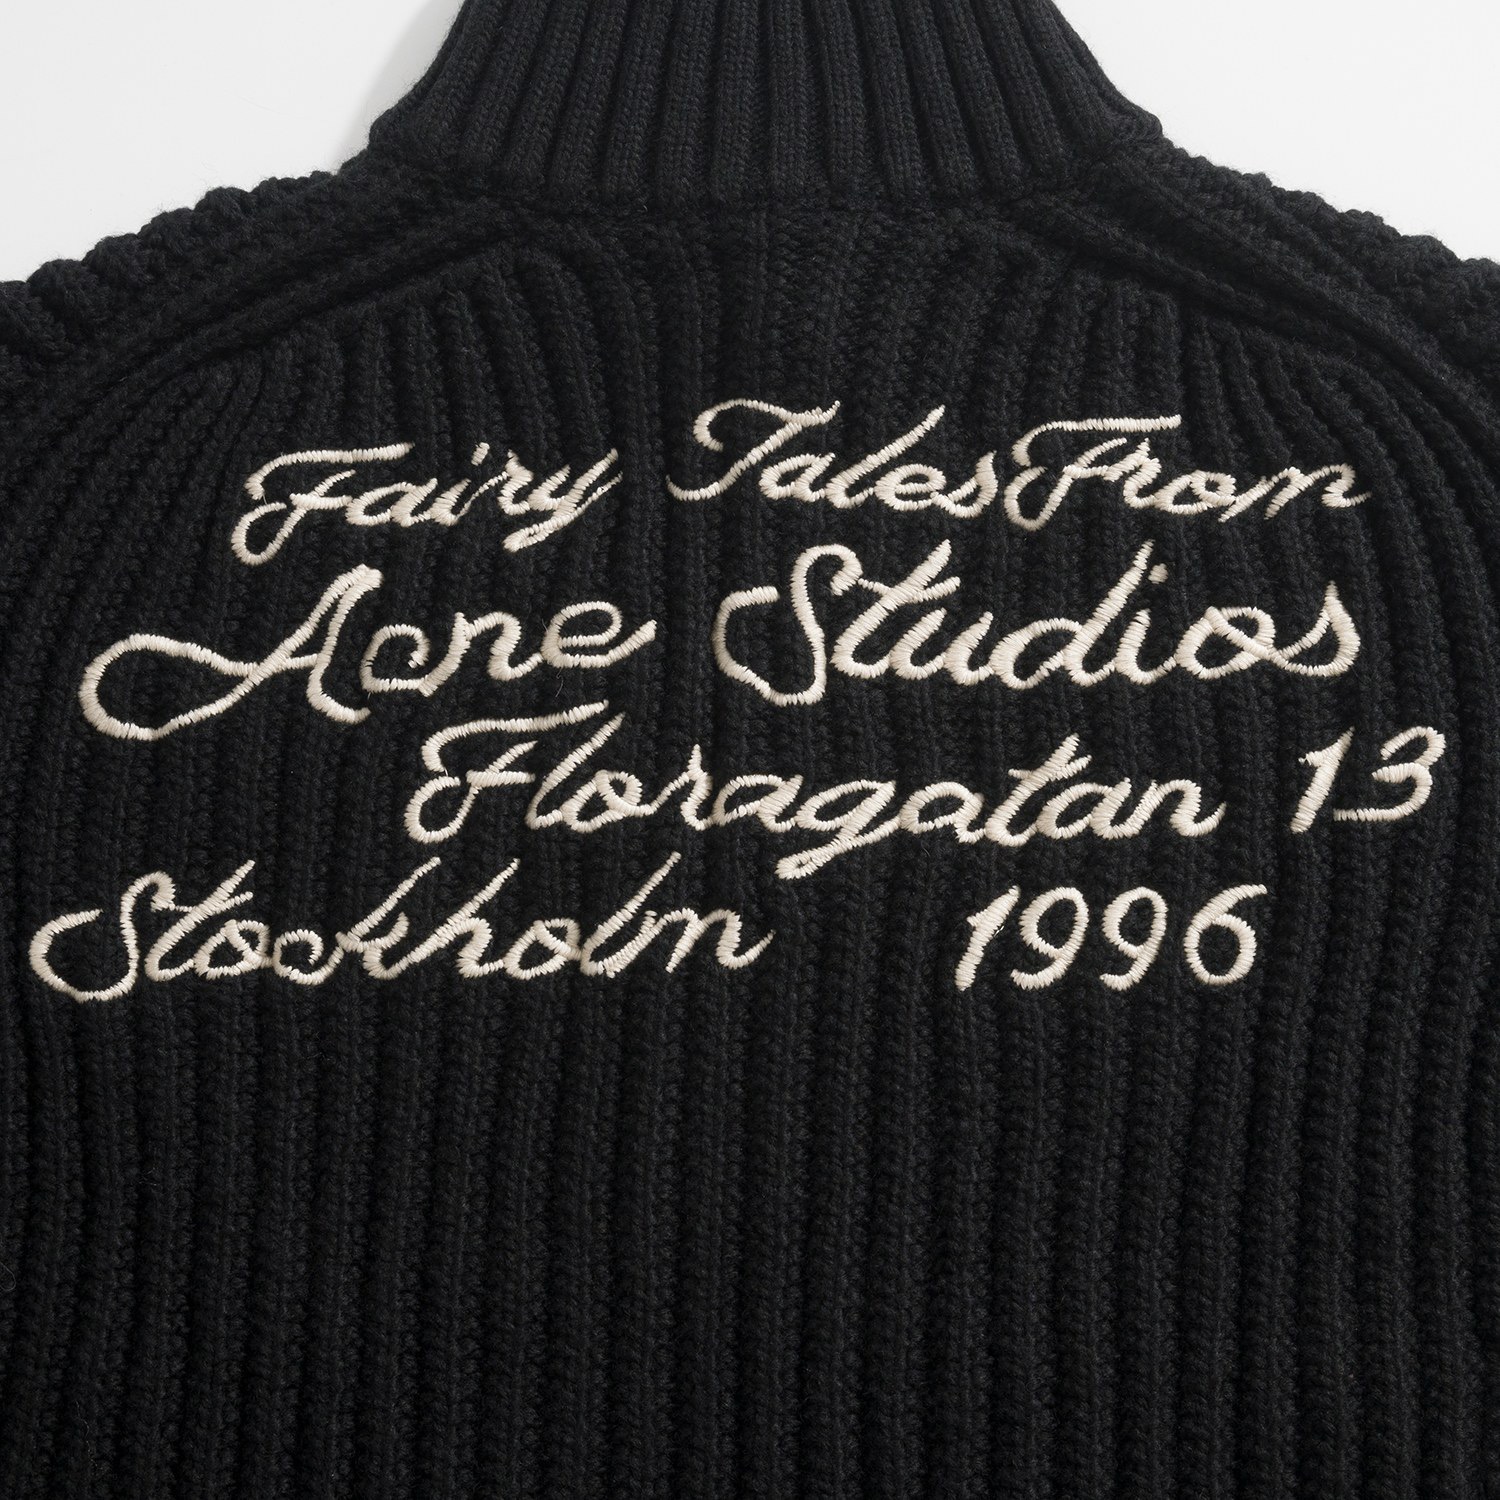 Fairy Tales From
Acne Studios
Floragatan 13
Stockholm 1996